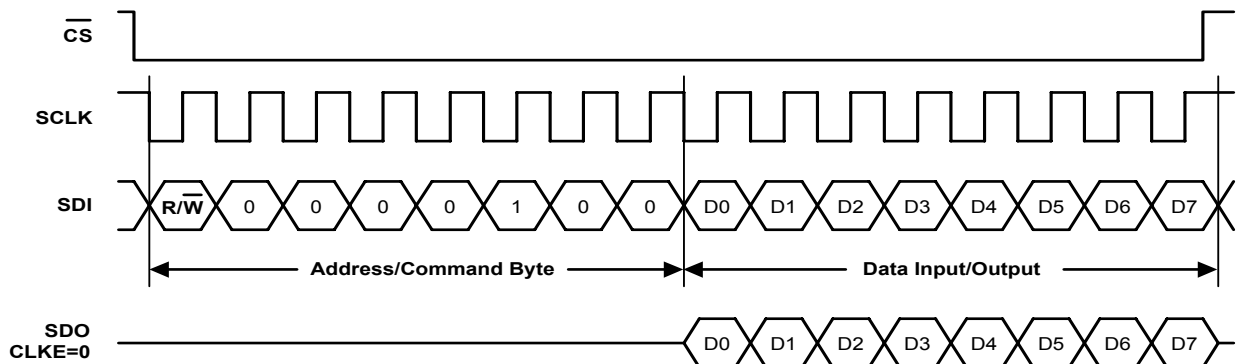 CS
SCLK
SDI R/W 0 0 0 0 1 0 0 D0 D1 D2 D3 D4 D5 D6 D7
Address/Command Byte Data Input/Output
SDO
CLKE=0 D0 D1 D2 D3 D4 D5 D6 D7